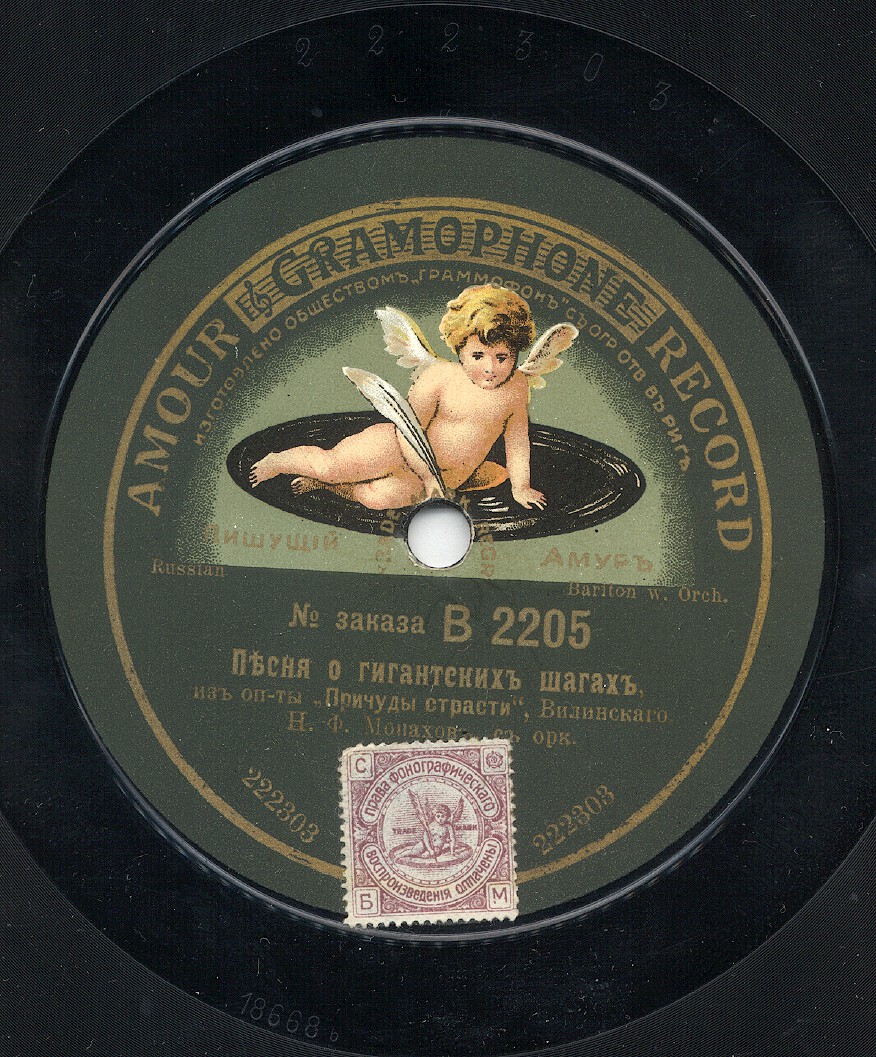 222303
AMOUR GRAMOPHONE RECORD
ИЗГОТОВЛЕНО ОБЩЕСТВОМЪ „ГРАММОФОНЪ“ СЪ ОГР ОТВ ВЪ РИГѢ
ПИШУЩІЙ АМУРЪ
Russian
Bariton w. Orch.
№ заказа B 2205
Пѣсня о гигантскихъ шагахъ,
изъ оп-ты „Причуды страсти“, Вилинскаго
Н. Ф. Монахов съ орк.
222303 222303
С
ПРАВА ФОНОГРАФИЧЕСКАГО
TRADE MARK
ВОСПРОИЗВЕДЕНІЯ ОПЛАЧЕНЫ
Б М
18668 b